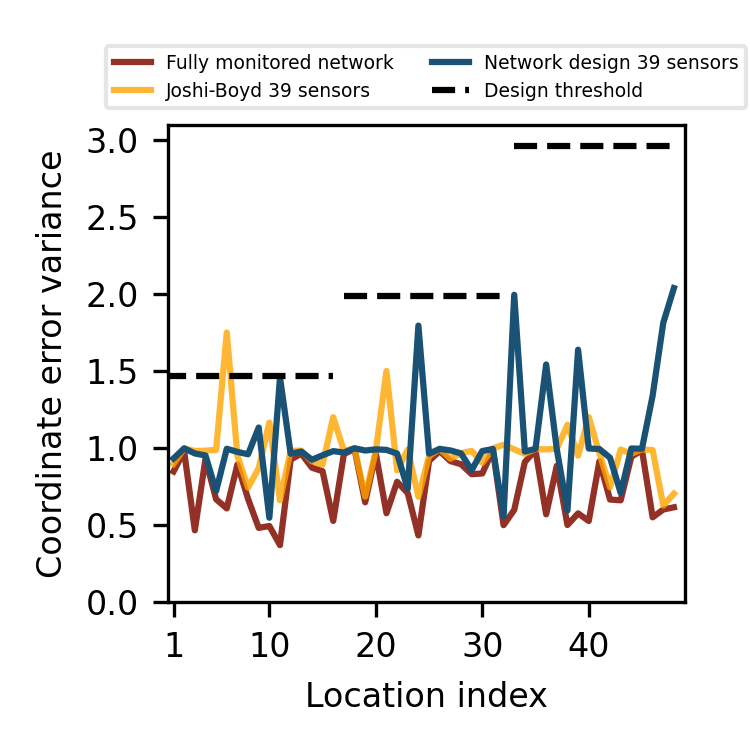 Fully monitored network
Network design 39 sensors
Joshi-Boyd 39 sensors
Design threshold
3.0
2.5
2.0
1.5
1.0
0.5
0.0
Coordinate error variance
1 10 20 30 40
Location index